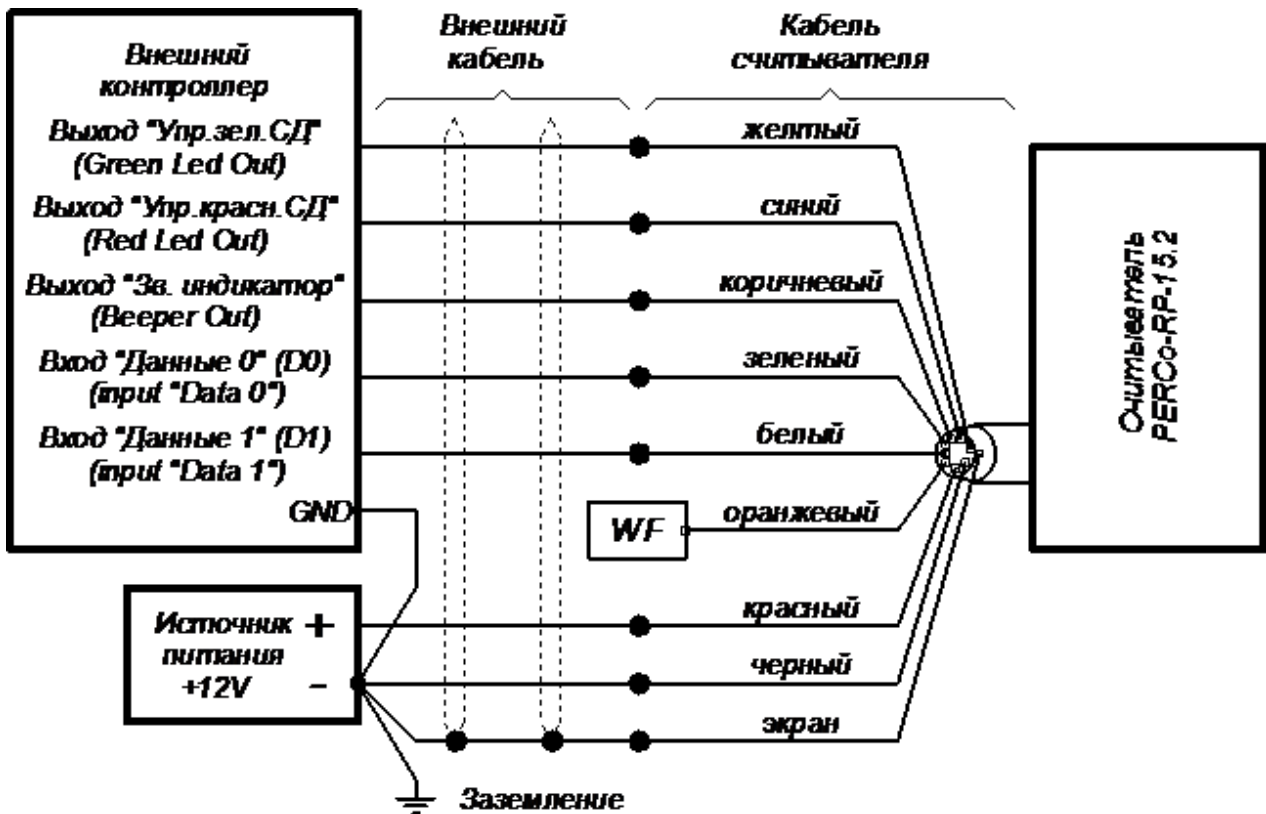 Внешний
контроллер
Выход "Упр.зел.СД"
(Green Led Out)
Выход "Упр.красн.СД"
(Red Led Out)
Выход "Зв. индикатор"
(Beeper Out)
Вход "Данные 0" (D0)
(input "Data 0")
Вход "Данные 1" (D1)
(input "Data 1")
GND
Источник +
питания
+12V –
Внешний
кабель
Кабель
считывателя
желтый
синий
коричневый
зеленый
белый
WF
оранжевый
красный
черный
экран
Заземление
Считыватель
PERCo-RP-15.2